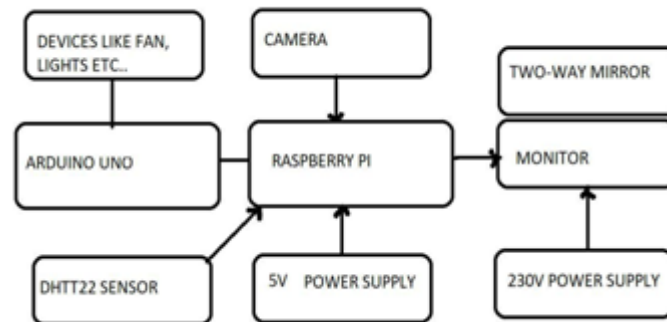 DEVICES LIKE FAN,
LIGHTS ETC..
CAMERA
TWO-WAY MIRROR
ARDUINO UNO
RASPBERRY PI
MONITOR
DHTT22 SENSOR
5V POWER SUPPLY
230V POWER SUPPLY